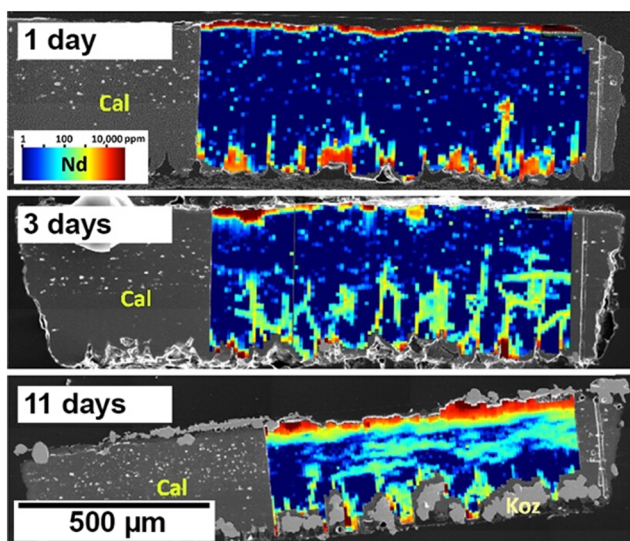 1 day
Cal
1 100 10,000 ppm
Nd
3 days
Cal
11 days
Cal
Koz
500 µm